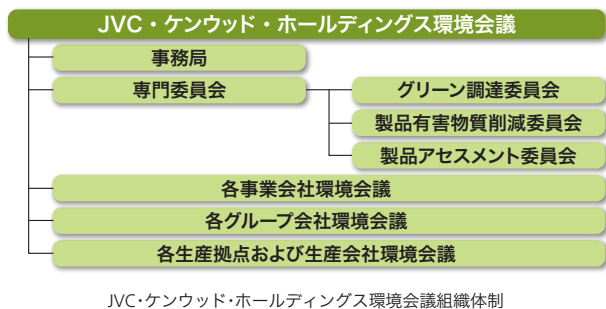 JVC・ケンウッド・ホールディングス環境会議
事務局
専門委員会
グリーン調達委員会
製品有害物質削減委員会
製品アセスメント委員会
各事業会社環境会議
各グループ会社環境会議
各生産拠点および生産会社環境会議
JVC・ケンウッド・ホールディングス環境会議組織体制